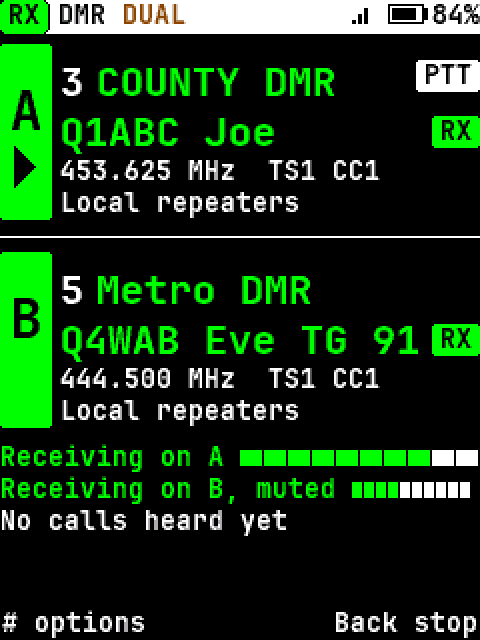 RX DMR DUAL 84%
A
3 COUNTY DMR PTT
Q1ABC Joe RX
453.625 MHz TS1 CC1
Local repeaters
B
5 Metro DMR
Q4WAB Eve TG 91 RX
444.500 MHz TS1 CC1
Local repeaters
Receiving on A
Receiving on B, muted
No calls heard yet
# options Back stop